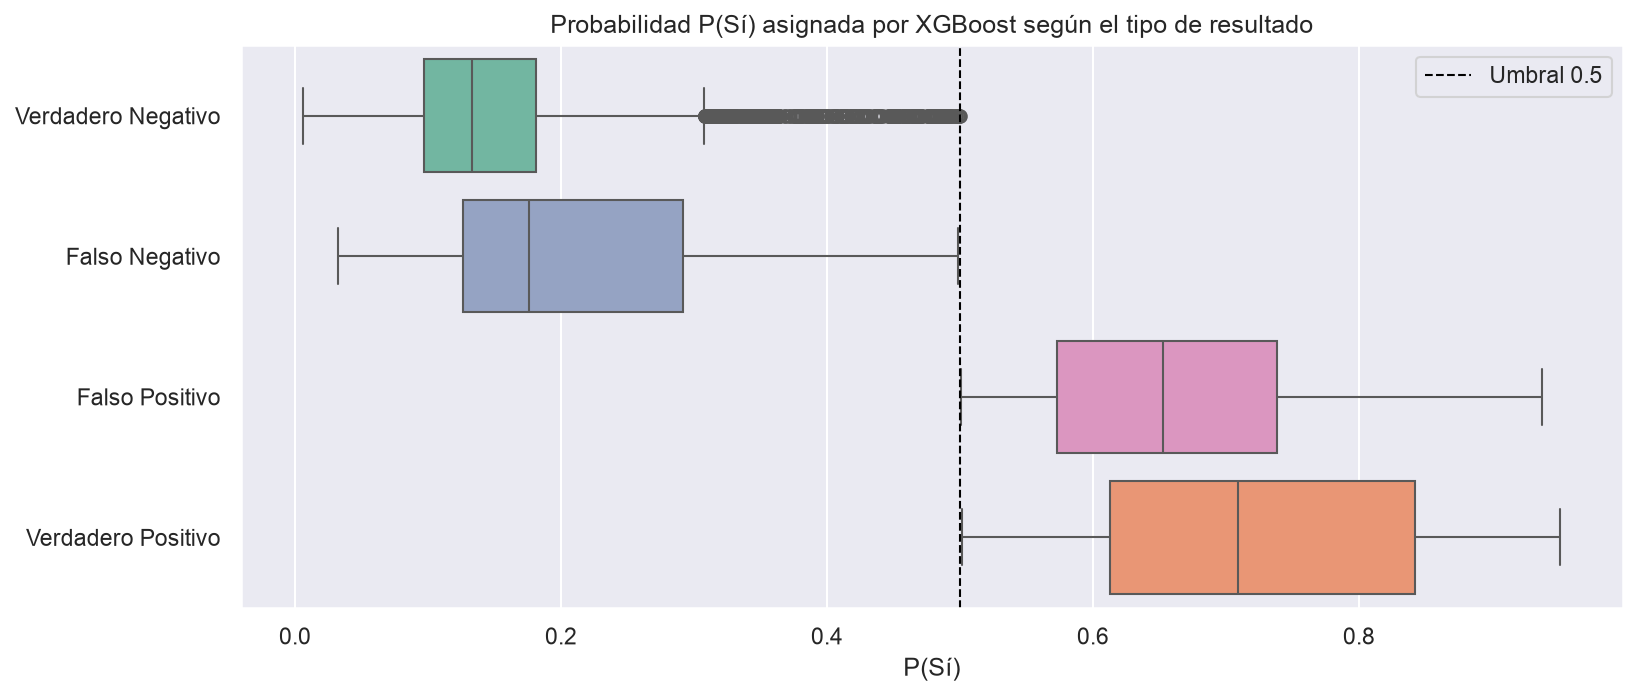 Probabilidad P(Sí) asignada por XGBoost según el tipo de resultado
Umbral 0.5
Verdadero Negativo
Falso Negativo
Falso Positivo
Verdadero Positivo
0.0 0.2 0.4 0.6 0.8
P(Sí)